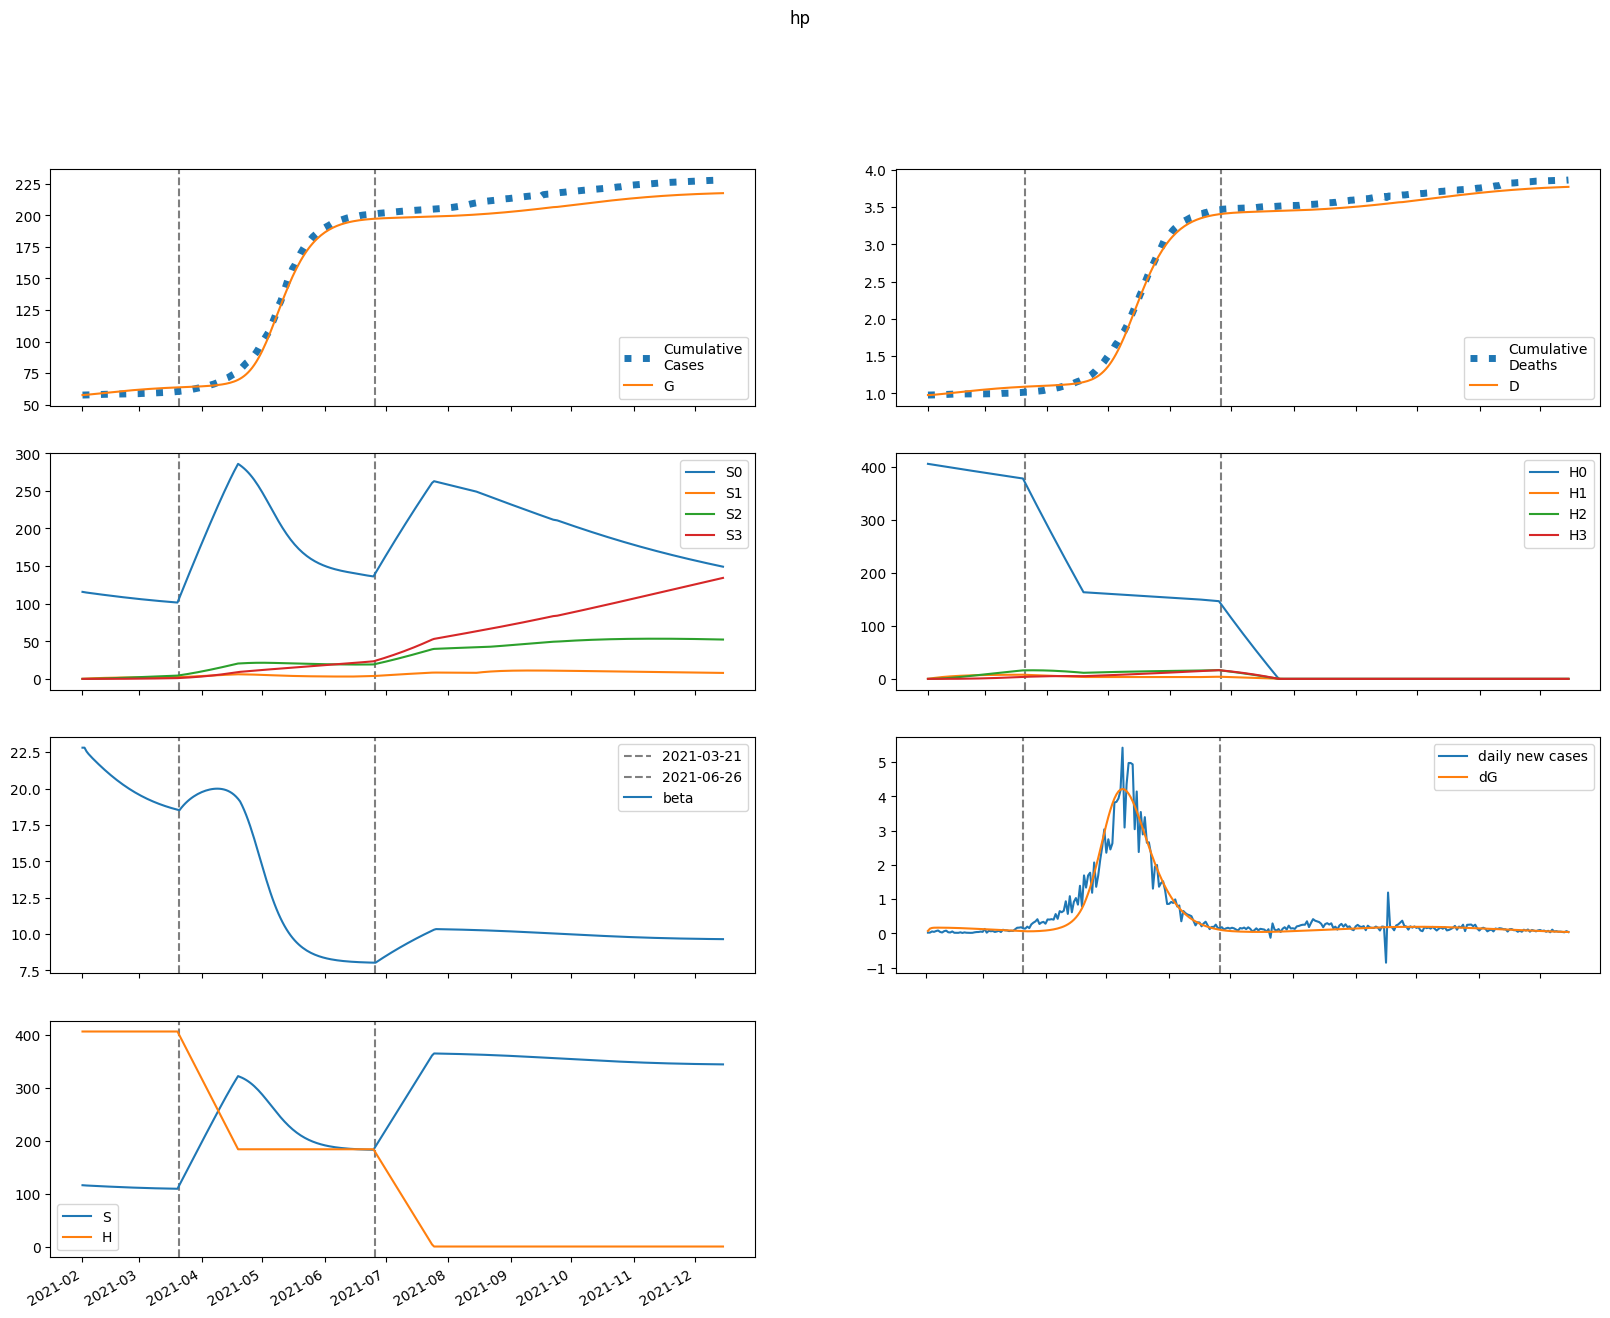 hp
225
200
175
150
125
100
75
50
Cumulative
Cases
G
4.0
3.5
3.0
2.5
2.0
1.5
1.0
Cumulative
Deaths
D
300
250
200
150
100
50
0
S0
S1
S2
S3
400
300
200
100
0
H0
H1
H2
H3
22.5
20.0
17.5
15.0
12.5
10.0
7.5
2021-03-21
2021-06-26
beta
5
4
3
2
1
0
−1
daily new cases
dG
400
300
200
100
0
S
H
2021-02
2021-03
2021-04
2021-05
2021-06
2021-07
2021-08
2021-09
2021-10
2021-11
2021-12